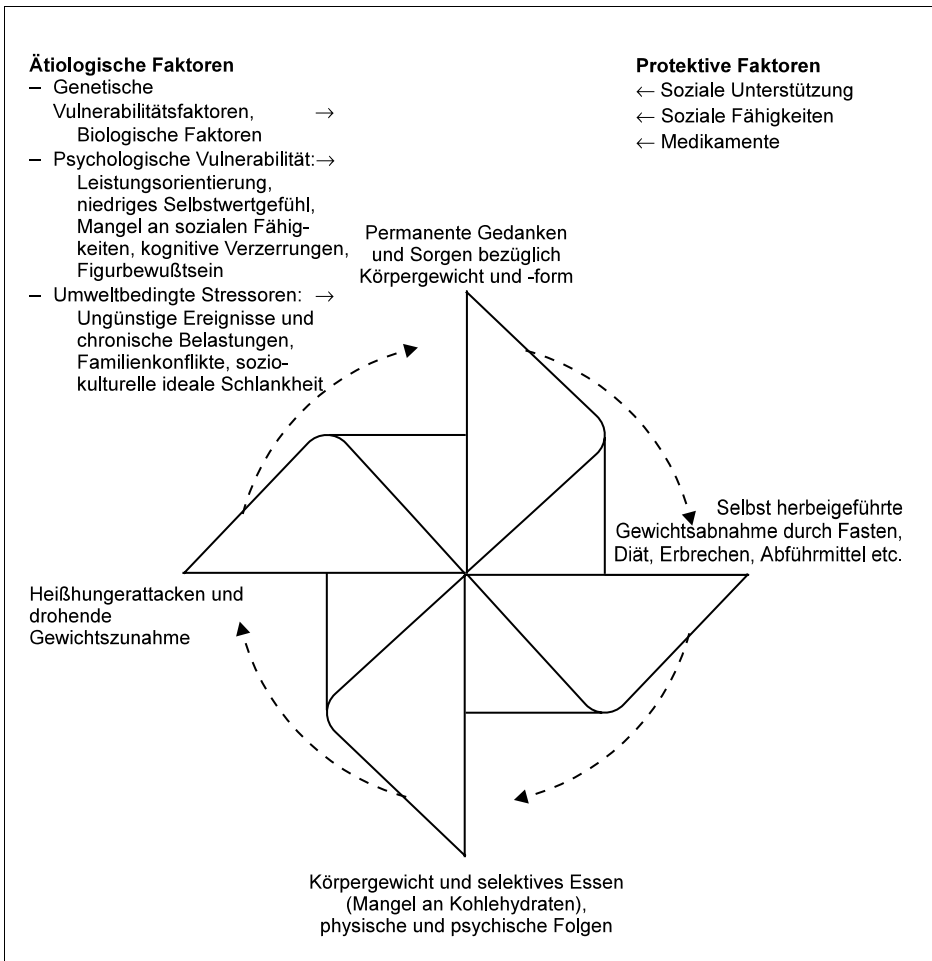 Ätiologische Faktoren
– Genetische
Vulnerabilitätsfaktoren, →
Biologische Faktoren
– Psychologische Vulnerabilität:→
Leistungsorientierung,
niedriges Selbstwertgefühl,
Mangel an sozialen Fähig-
keiten, kognitive Verzerrungen,
Figurbewußtsein
– Umweltbedingte Stressoren: →
Ungünstige Ereignisse und
chronische Belastungen,
Familienkonflikte, sozio-
kulturelle ideale Schlankheit
Protektive Faktoren
← Soziale Unterstützung
← Soziale Fähigkeiten
← Medikamente
Permanente Gedanken
und Sorgen bezüglich
Körpergewicht und -form
Selbst herbeigeführte
Gewichtsabnahme durch Fasten,
Diät, Erbrechen, Abführmittel etc.
Heißhungerattacken und
drohende
Gewichtszunahme
Körpergewicht und selektives Essen
(Mangel an Kohlehydraten),
physische und psychische Folgen